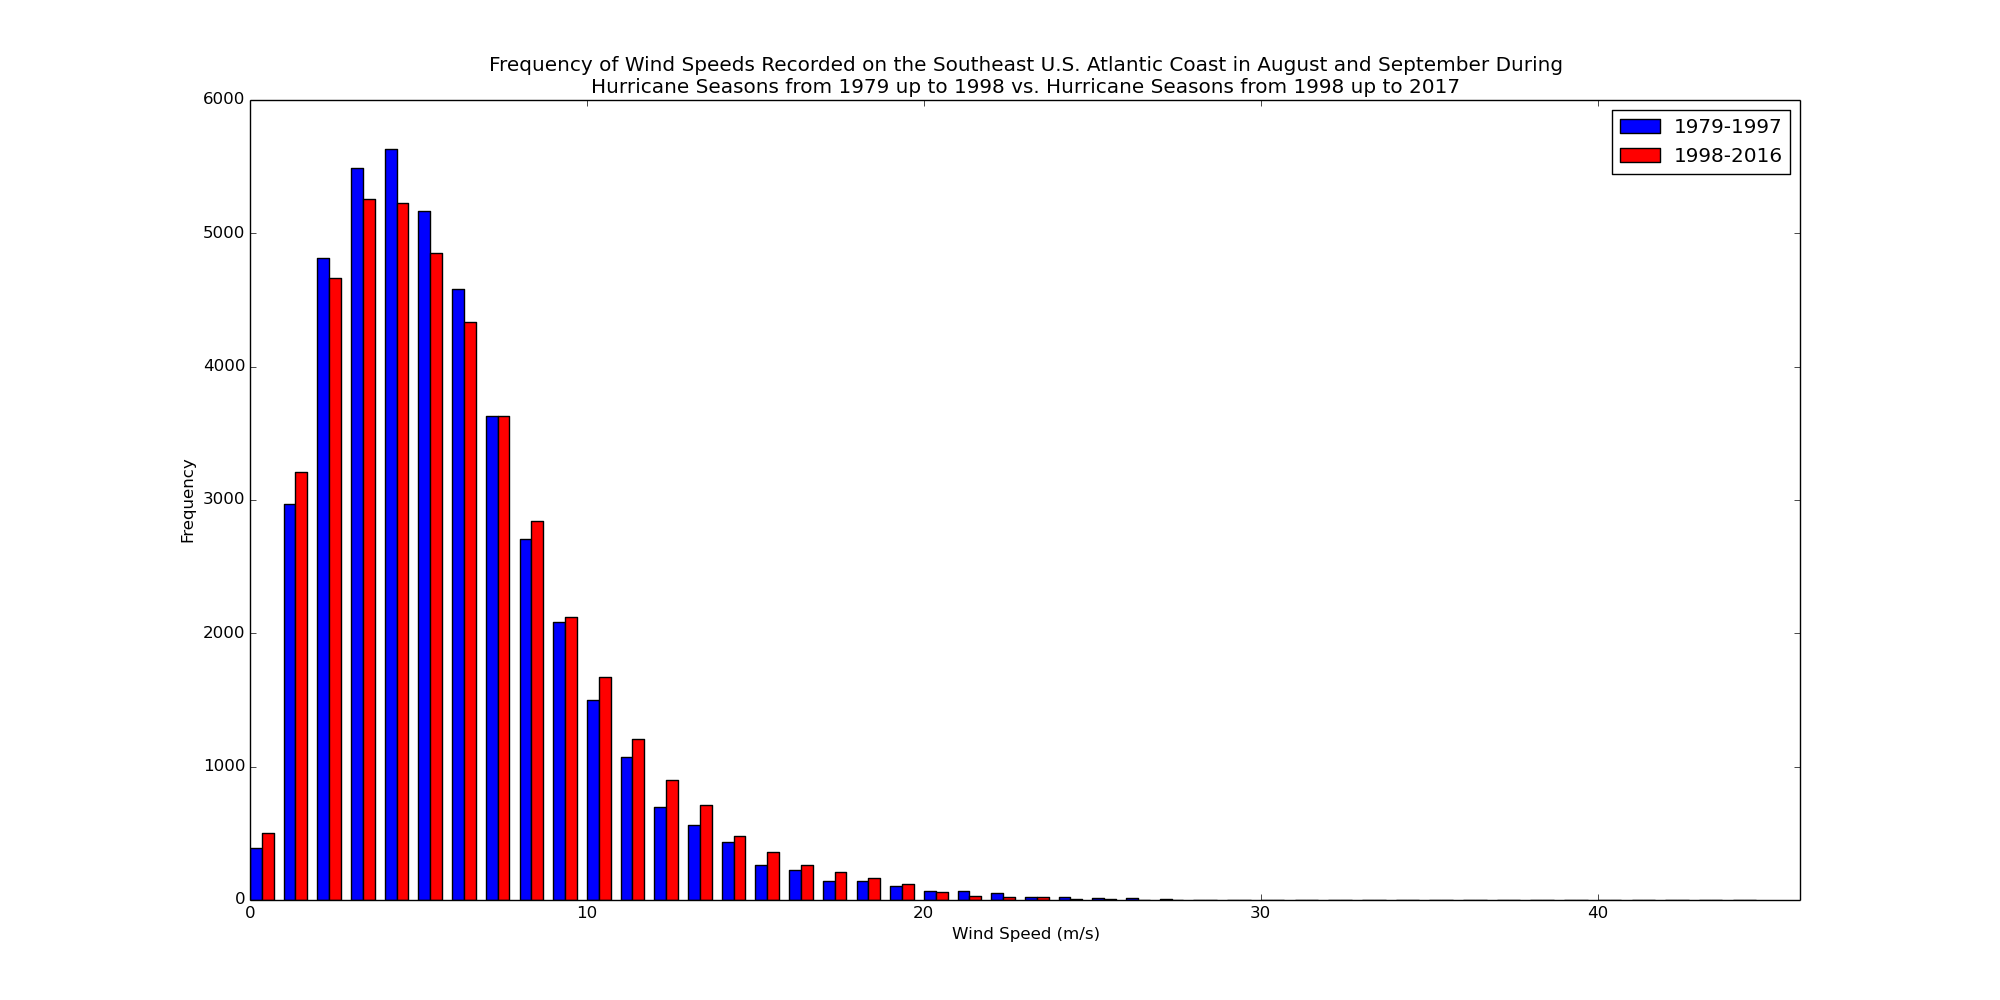 Frequency of Wind Speeds Recorded on the Southeast U.S. Atlantic Coast in August and September During
Hurricane Seasons from 1979 up to 1998 vs. Hurricane Seasons from 1998 up to 2017
6000
5000
4000
3000
2000
1000
0
Frequency
1979-1997
1998-2016
0 10 20 30 40
Wind Speed (m/s)